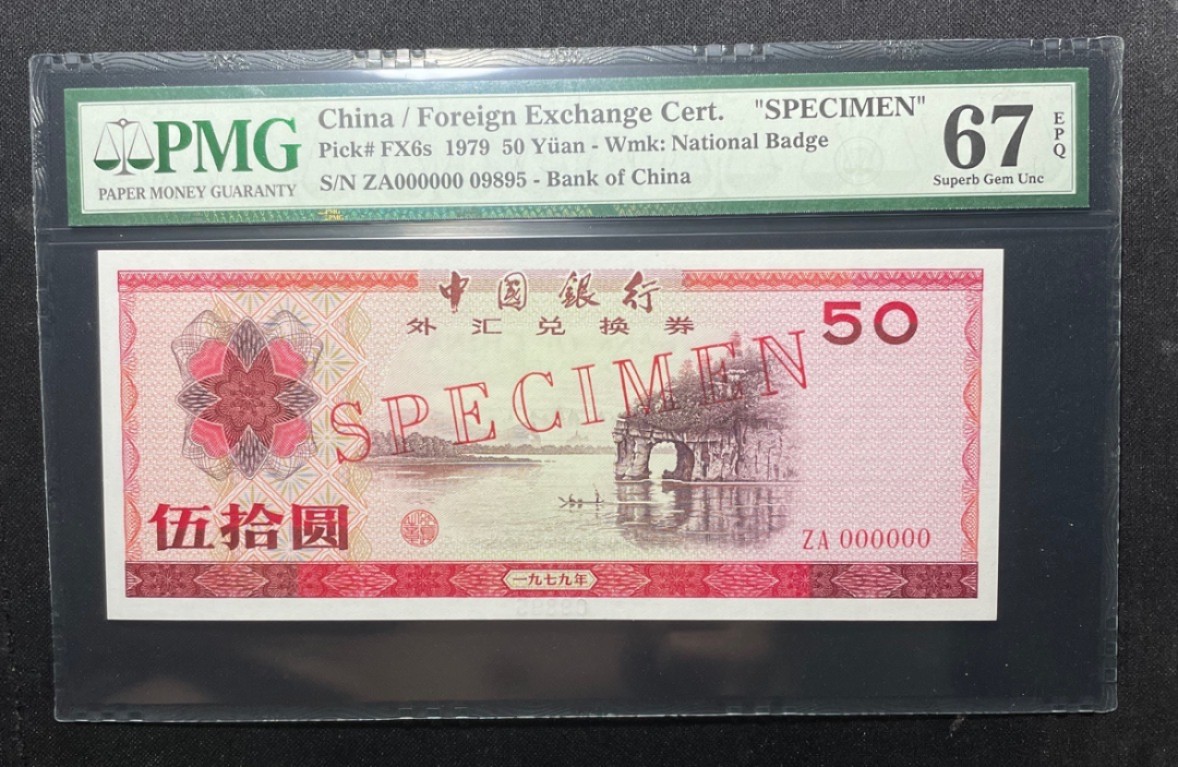 PMG
PAPER MONEY GUARANTY
China / Foreign Exchange Cert. "SPECIMEN"
Pick# FX6s 1979 50 Yüan - Wmk: National Badge
S/N ZA000000 09895 - Bank of China
67
EPQ
Superb Gem Unc
中國銀行
外汇兑换券
50
SPECIMEN
伍拾圆
ZA 000000
一九七九年